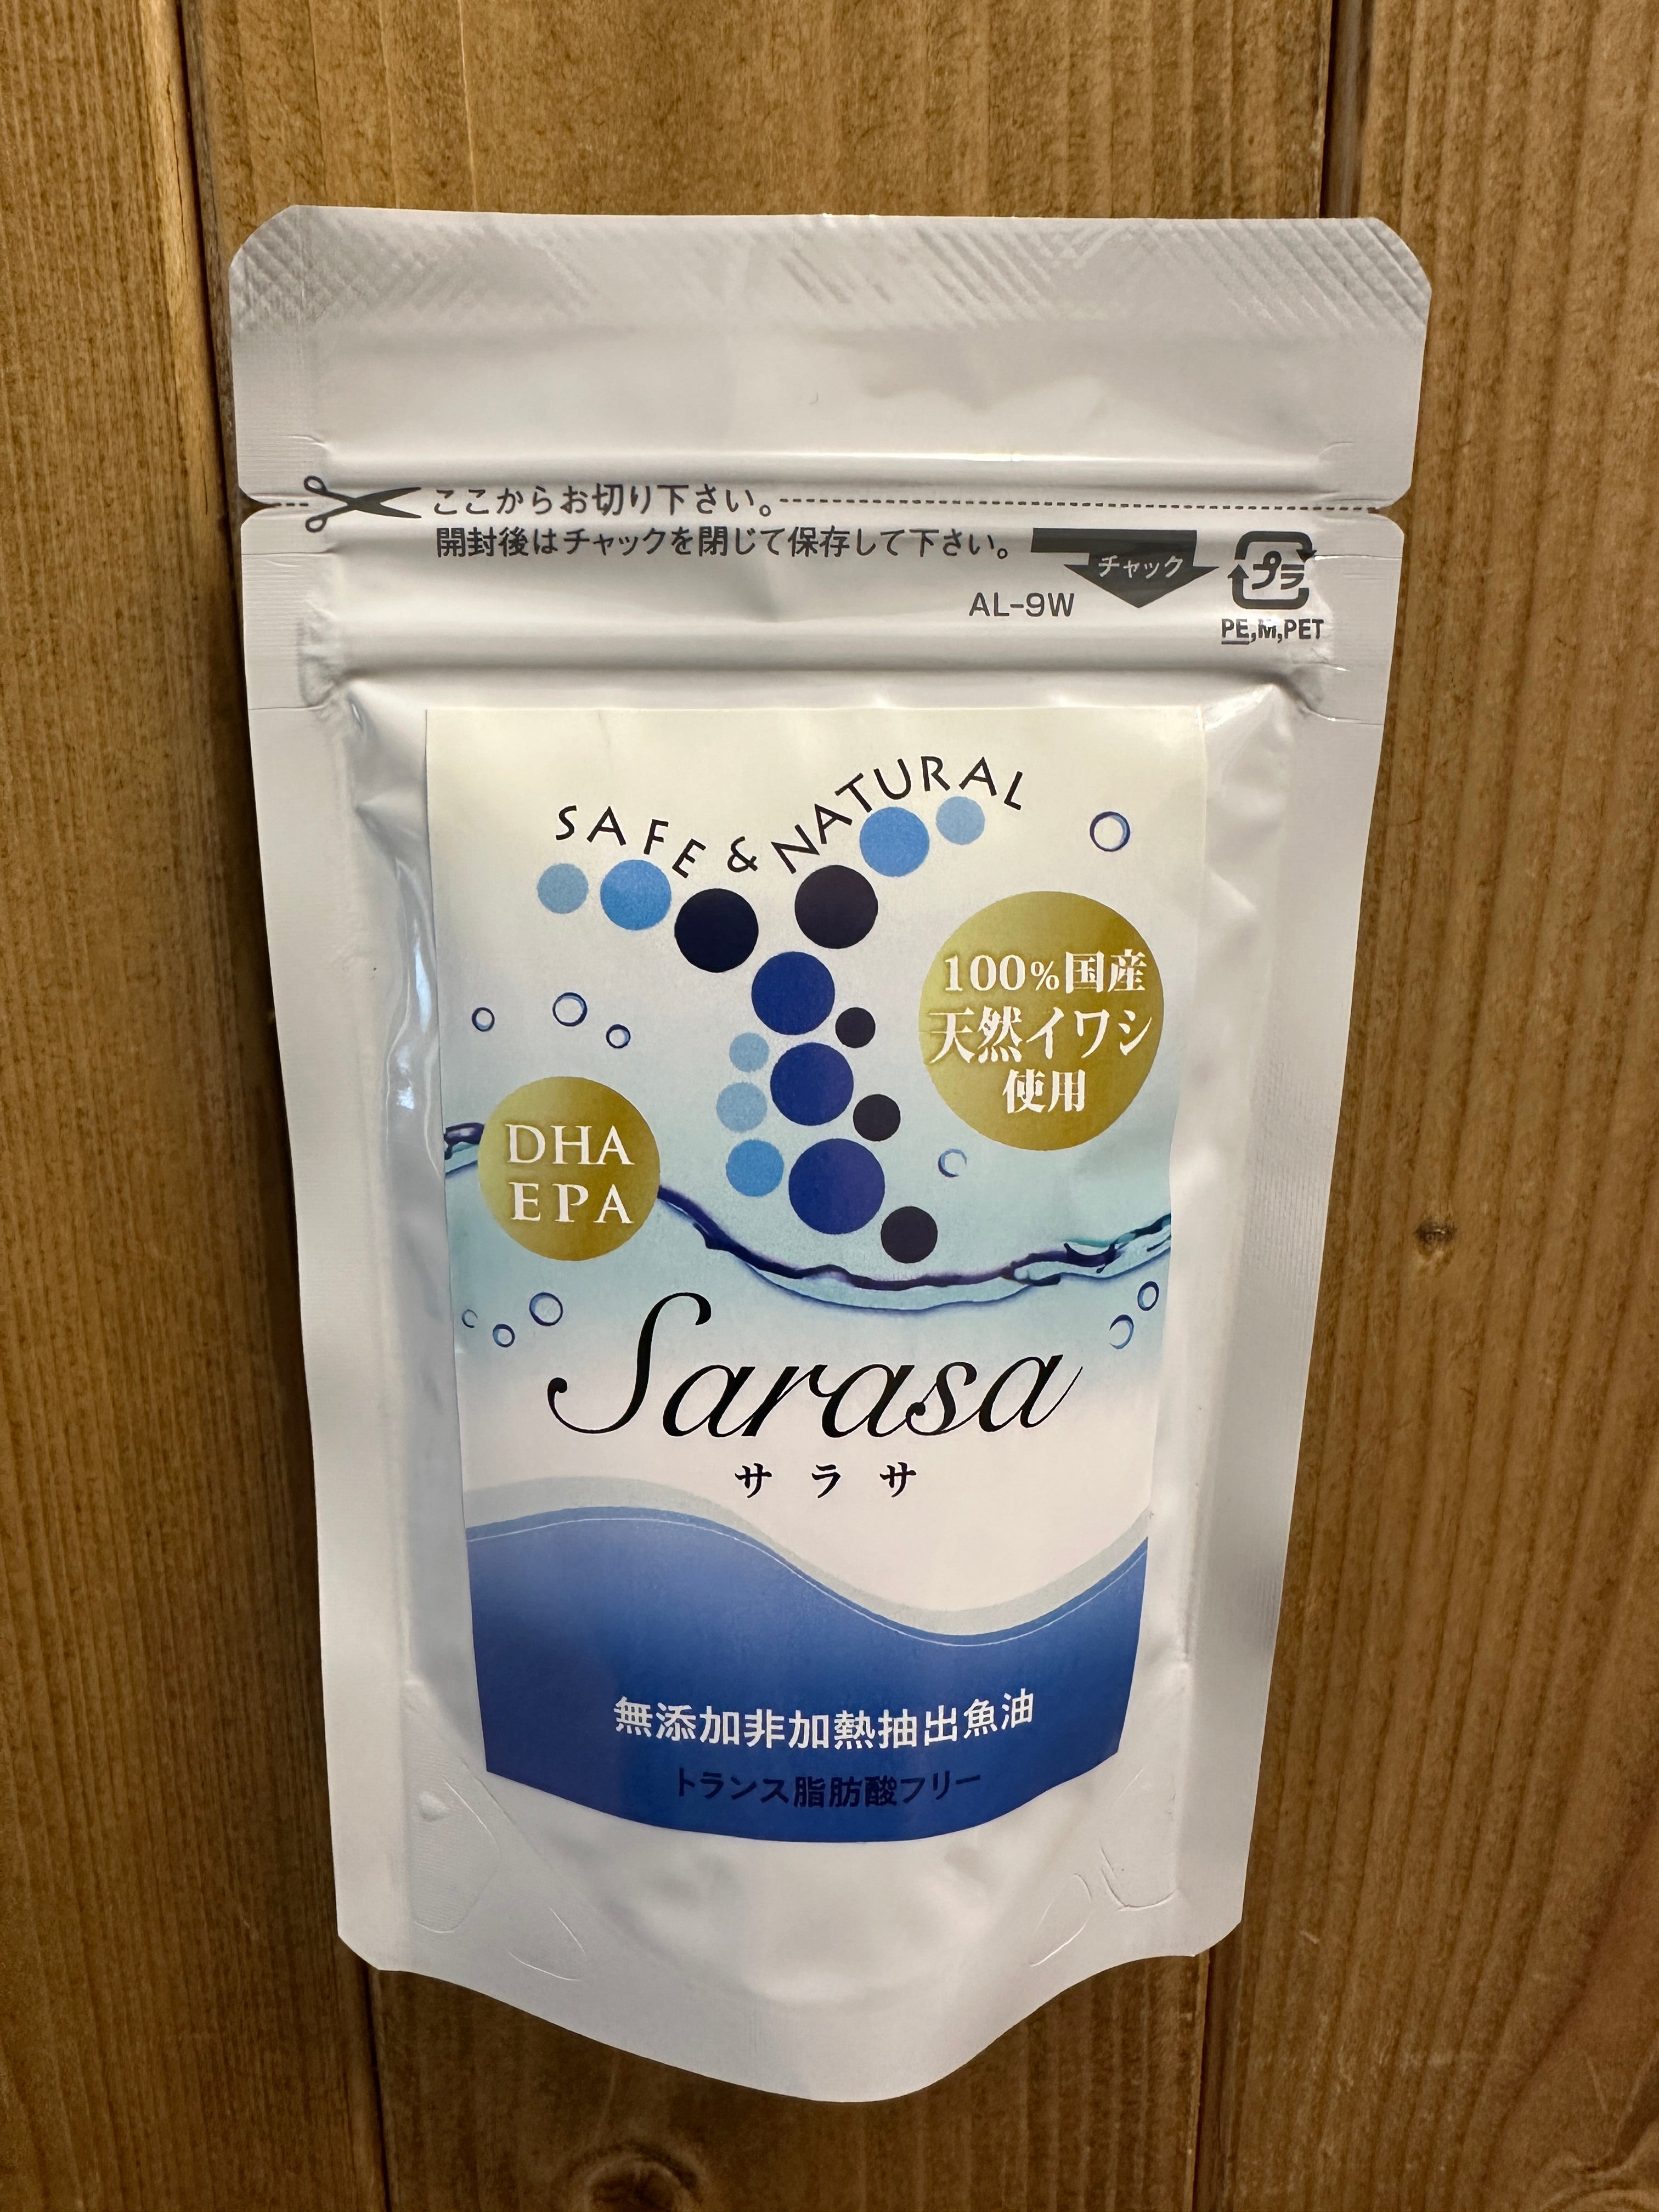 ここからお切り下さい。
開封後はチャックを閉じて保存して下さい。
チャック
プラ
AL-9W
PE,M,PET
SAFE & NATURAL
100%国産
天然イワシ
使用
DHA
EPA
Sarasa
サラサ
無添加非加熱抽出魚油
トランス脂肪酸フリー